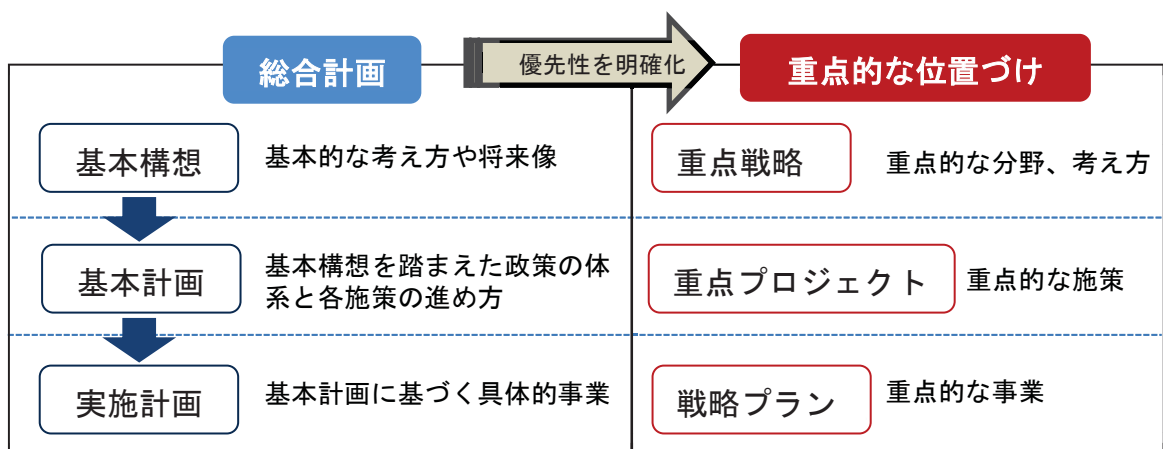 総合計画
優先性を明確化
重点的な位置づけ
基本構想
基本的な考え方や将来像
重点戦略
重点的な分野、考え方
基本計画
基本構想を踏まえた政策の体
系と各施策の進め方
重点プロジェクト
重点的な施策
実施計画
基本計画に基づく具体的事業
戦略プラン
重点的な事業